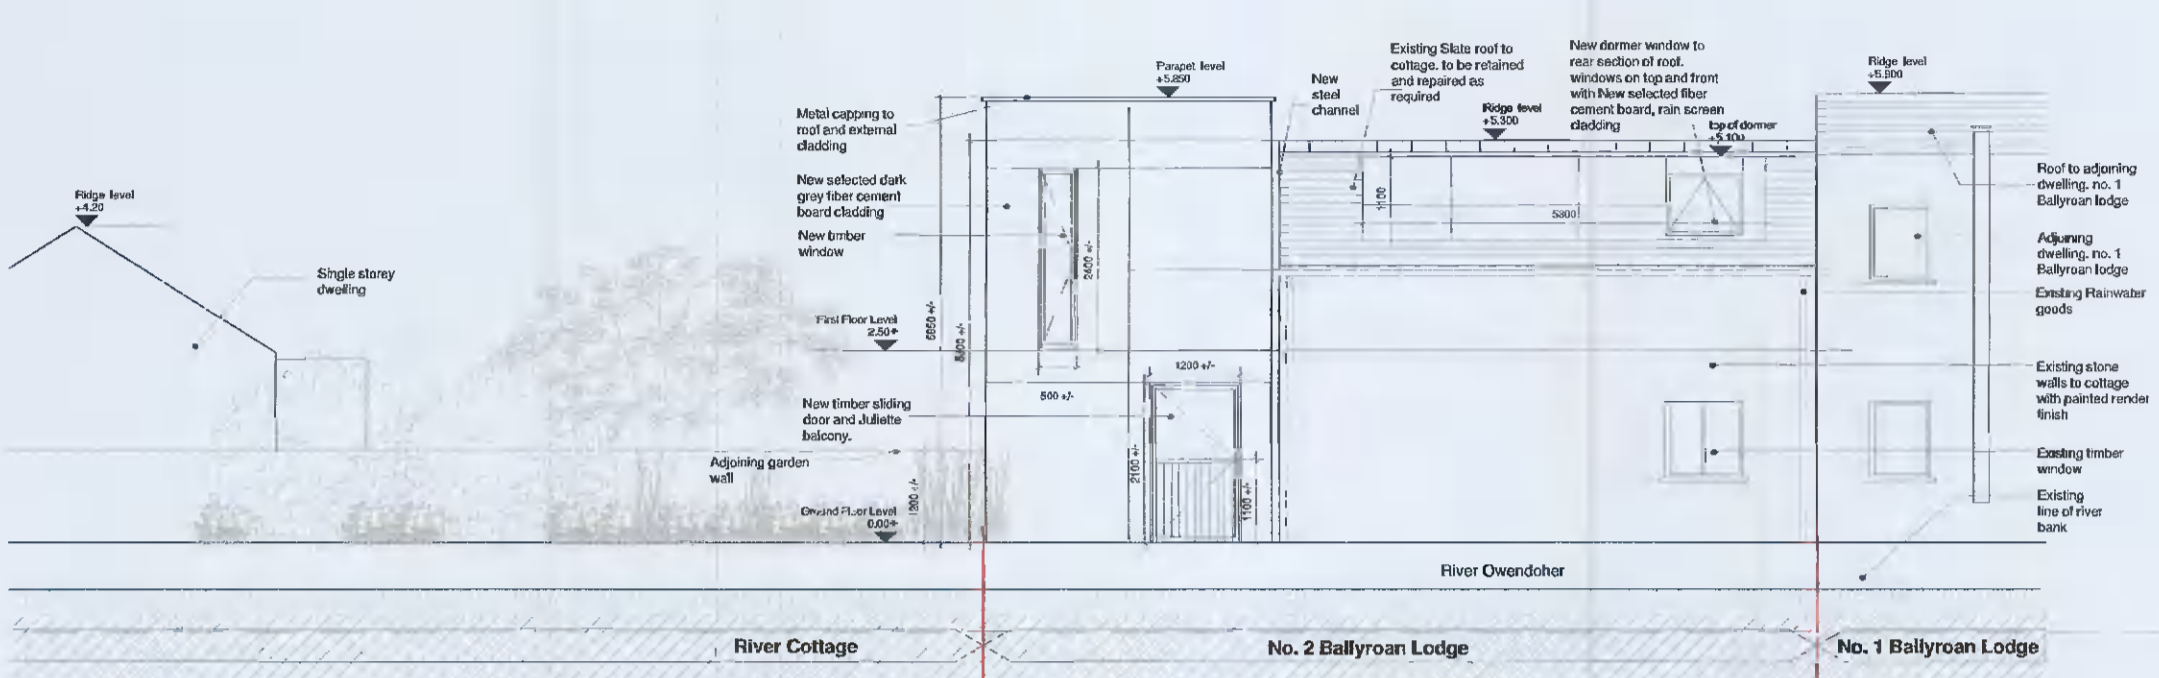 Ridge level
+4.20
Single storey
dwelling
Metal capping to
roof and external
cladding
New selected dark
grey fiber cement
board cladding
New timber
window
First Floor Level
2.50+
New timber sliding
door and Juliette
balcony.
Adjoining garden
wall
Ground Floor Level
0.00+
Parapet level
+5.850
5850 +/-
1200 +/-
2400 +/-
500 +/-
1200 +/-
2100 +/-
1100 +/-
New
steel
channel
Existing Slate roof to
cottage. to be retained
and repaired as
required
Ridge level
+5.300
New dormer window to
rear section of roof.
windows on top and front
with New selected fiber
cement board, rain screen
cladding
top of dormer
+5.100
1100
5300
Ridge level
+5.900
Roof to adjoining
dwelling. no. 1
Ballyroan lodge
Adjoining
dwelling. no. 1
Ballyroan lodge
Existing Rainwater
goods
Existing stone
walls to cottage
with painted render
finish
Existing timber
window
Existing
line of river
bank
River Owendoher
River Cottage
No. 2 Ballyroan Lodge
No. 1 Ballyroan Lodge